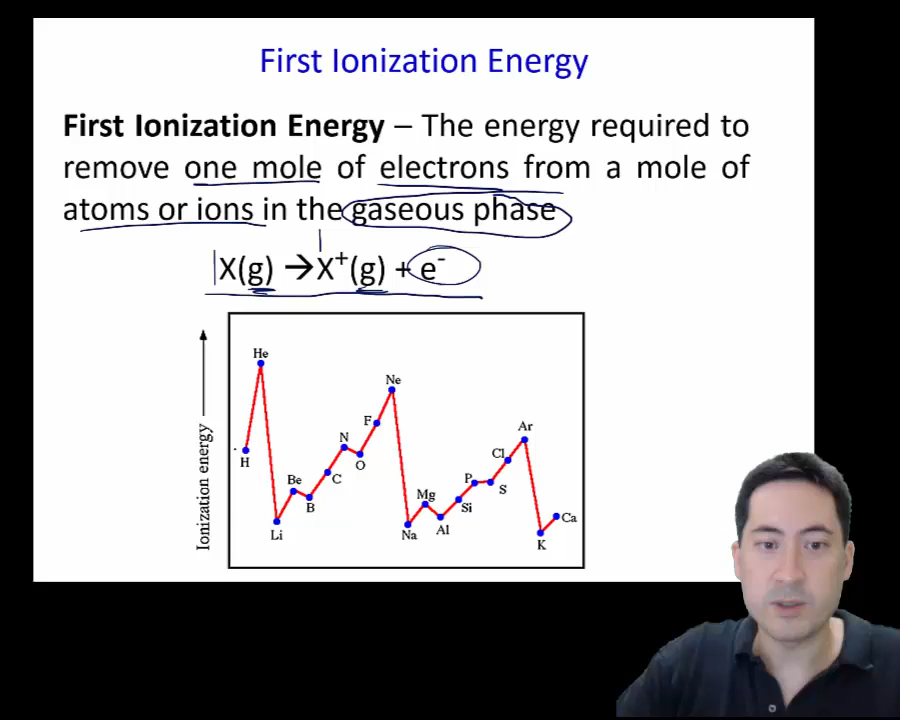 First Ionization Energy
First Ionization Energy – The energy required to
remove one mole of electrons from a mole of
atoms or ions in the gaseous phase
X(g) →X⁺(g) + e⁻
He
Ne
Ar
F
N
Cl
H
O
P
Be
C
S
Ca
Mg
Si
B
Al
Li
Na
K
Ionization energy